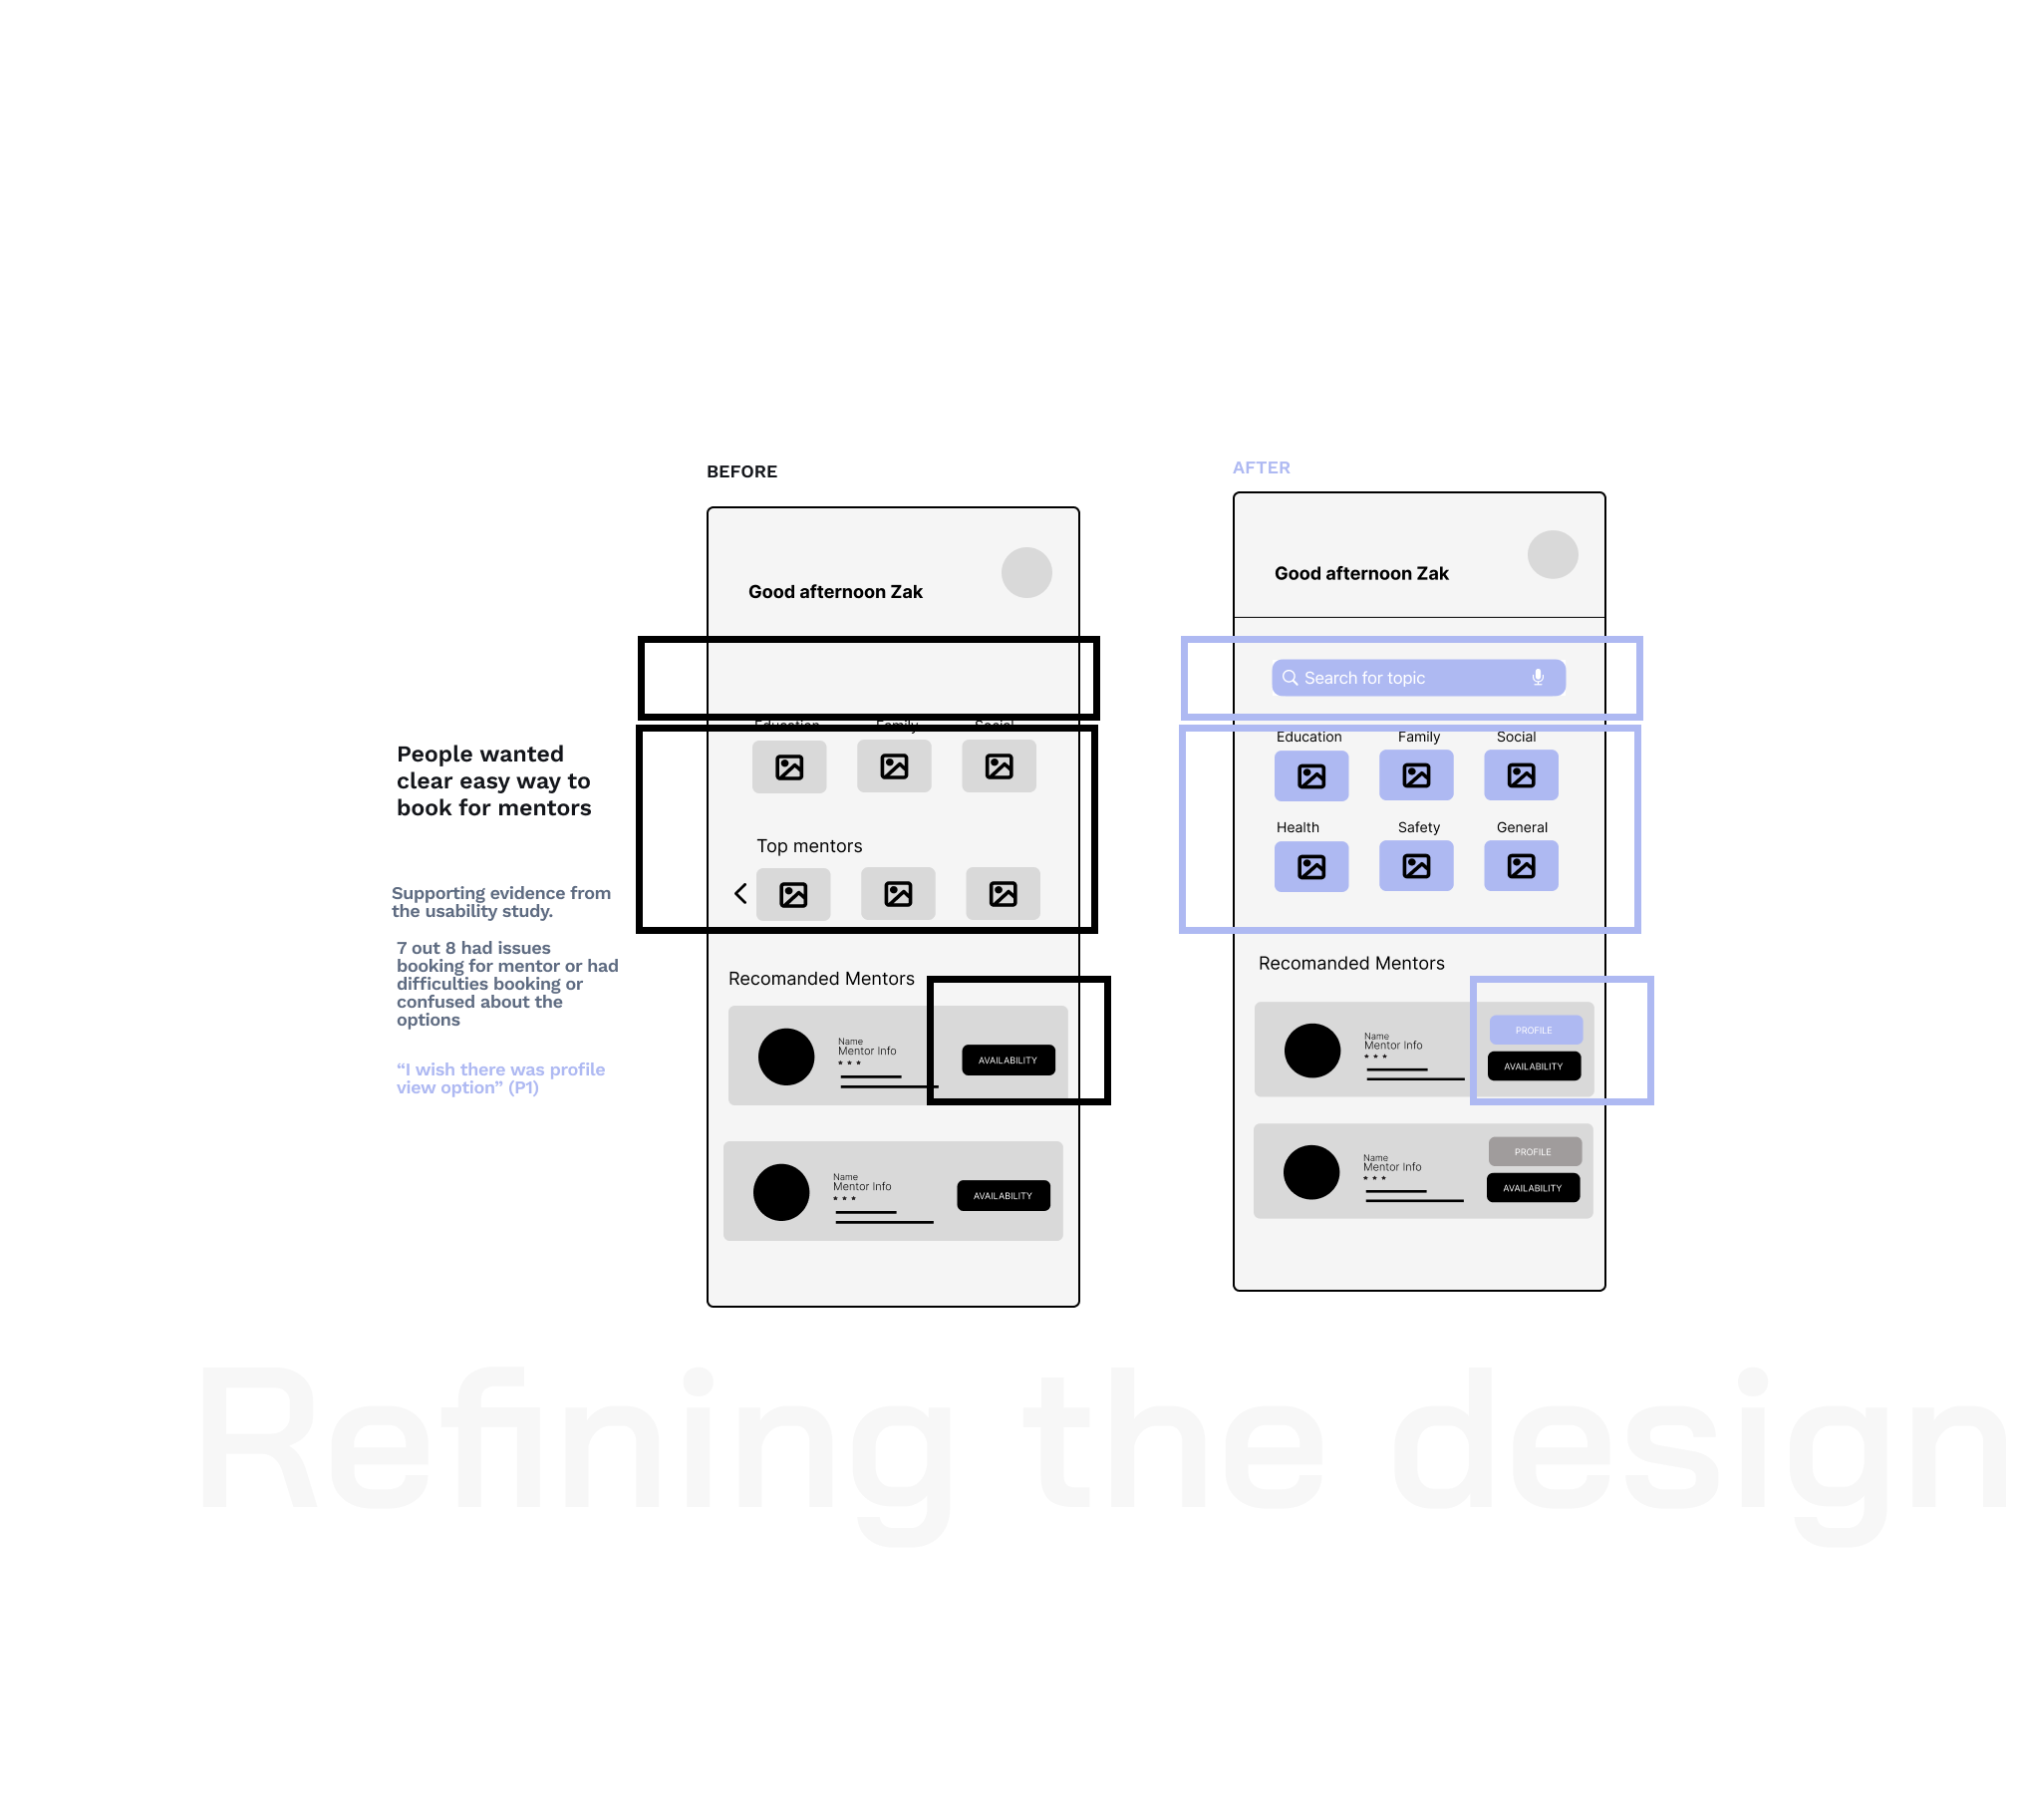 BEFORE
Good afternoon Zak
Education Family Social
Top mentors
Recomanded Mentors
Name
Mentor Info
AVAILABILITY
Name
Mentor Info
AVAILABILITY
AFTER
Good afternoon Zak
Search for topic
Education Family Social
Health Safety General
Recomanded Mentors
Name
Mentor Info
PROFILE
AVAILABILITY
Name
Mentor Info
PROFILE
AVAILABILITY
People wanted
clear easy way to
book for mentors
Supporting evidence from
the usability study.
7 out 8 had issues
booking for mentor or had
difficulties booking or
confused about the
options
“I wish there was profile
view option” (P1)
Refining the design